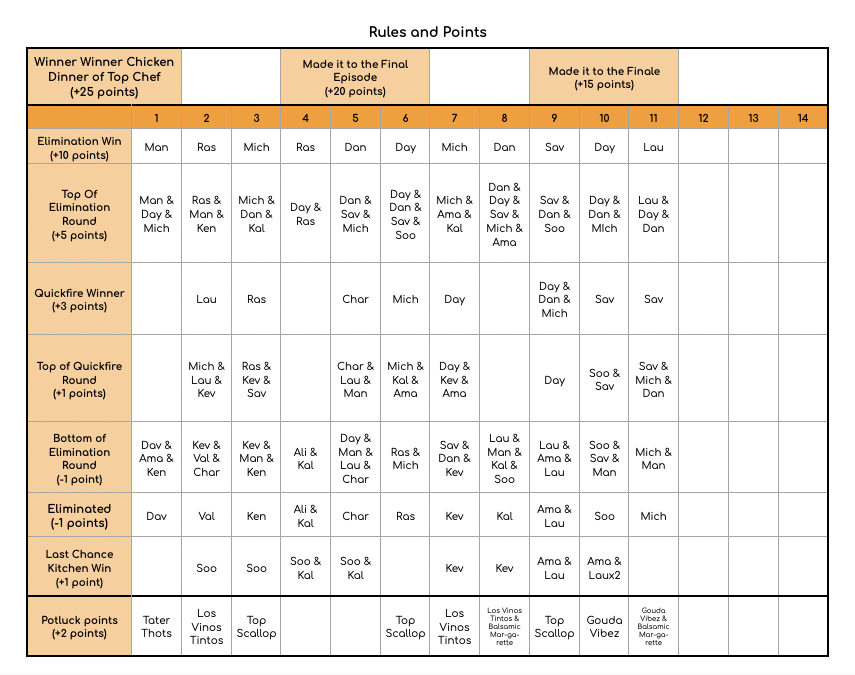 Rules and Points
Winner Winner Chicken
Dinner of Top Chef
(+25 points)
Made it to the Final
Episode
(+20 points)
Made it to the Finale
(+15 points)
1 2 3 4 5 6 7 8 9 10 11 12 13 14
Elimination Win
(+10 points)
Man
Ras
Mich
Ras
Dan
Day
Mich
Dan
Sav
Day
Lau
Top Of
Elimination
Round
(+5 points)
Man &
Day &
Mich
Ras &
Man &
Ken
Mich &
Dan &
Kal
Day &
Ras
Dan &
Sav &
Mich
Day &
Dan &
Sav &
Soo
Mich &
Ama &
Kal
Dan &
Day &
Sav &
Mich &
Ama
Sav &
Dan &
Soo
Day &
Dan &
MIch
Lau &
Day &
Dan
Quickfire Winner
(+3 points)
Lau
Ras
Char
Mich
Day
Day &
Dan &
Mich
Sav
Sav
Top of Quickfire
Round
(+1 points)
Mich &
Lau &
Kev
Ras &
Kev &
Sav
Char &
Lau &
Man
Mich &
Kal &
Ama
Day &
Kev &
Ama
Day
Soo &
Sav
Sav &
Mich &
Dan
Bottom of
Elimination
Round
(-1 point)
Dav &
Ama &
Ken
Kev &
Val &
Char
Kev &
Man &
Ken
Ali &
Kal
Day &
Man &
Lau &
Char
Ras &
Mich
Sav &
Dan &
Kev
Lau &
Man &
Kal &
Soo
Lau &
Ama &
Lau
Soo &
Sav &
Man
Mich &
Man
Eliminated
(-1 points)
Dav
Val
Ken
Ali &
Kal
Char
Ras
Kev
Kal
Ama &
Lau
Soo
Mich
Last Chance
Kitchen Win
(+1 point)
Soo
Soo
Soo &
Kal
Soo &
Kal
Kev
Kev
Ama &
Lau
Ama &
Laux2
Potluck points
(+2 points)
Tater
Thots
Los
Vinos
Tintos
Top
Scallop
Top
Scallop
Los
Vinos
Tintos
Los Vinos
Tintos &
Balsamic
Mar-ga-
rette
Top
Scallop
Gouda
Vibez
Gouda
Vibez &
Balsamic
Mar-ga-
rette